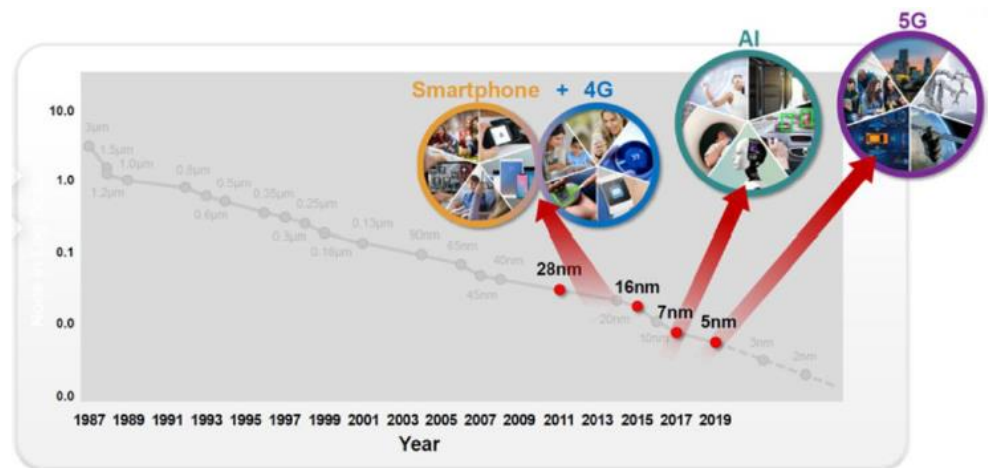 5G
AI
Smartphone + 4G
10.0
3μm
1.5μm
1.0μm
1.0
1.2μm
0.8μm
0.6μm
0.5μm
0.35μm
0.3μm
0.25μm
0.18μm
0.13μm
0.1
90nm
65nm
45nm
40nm
28nm
20nm
16nm
10nm
7nm
5nm
3nm
2nm
0.0
0.0
1987 1989 1991 1993 1995 1997 1999 2001 2003 2005 2007 2009 2011 2013 2015 2017 2019
Year